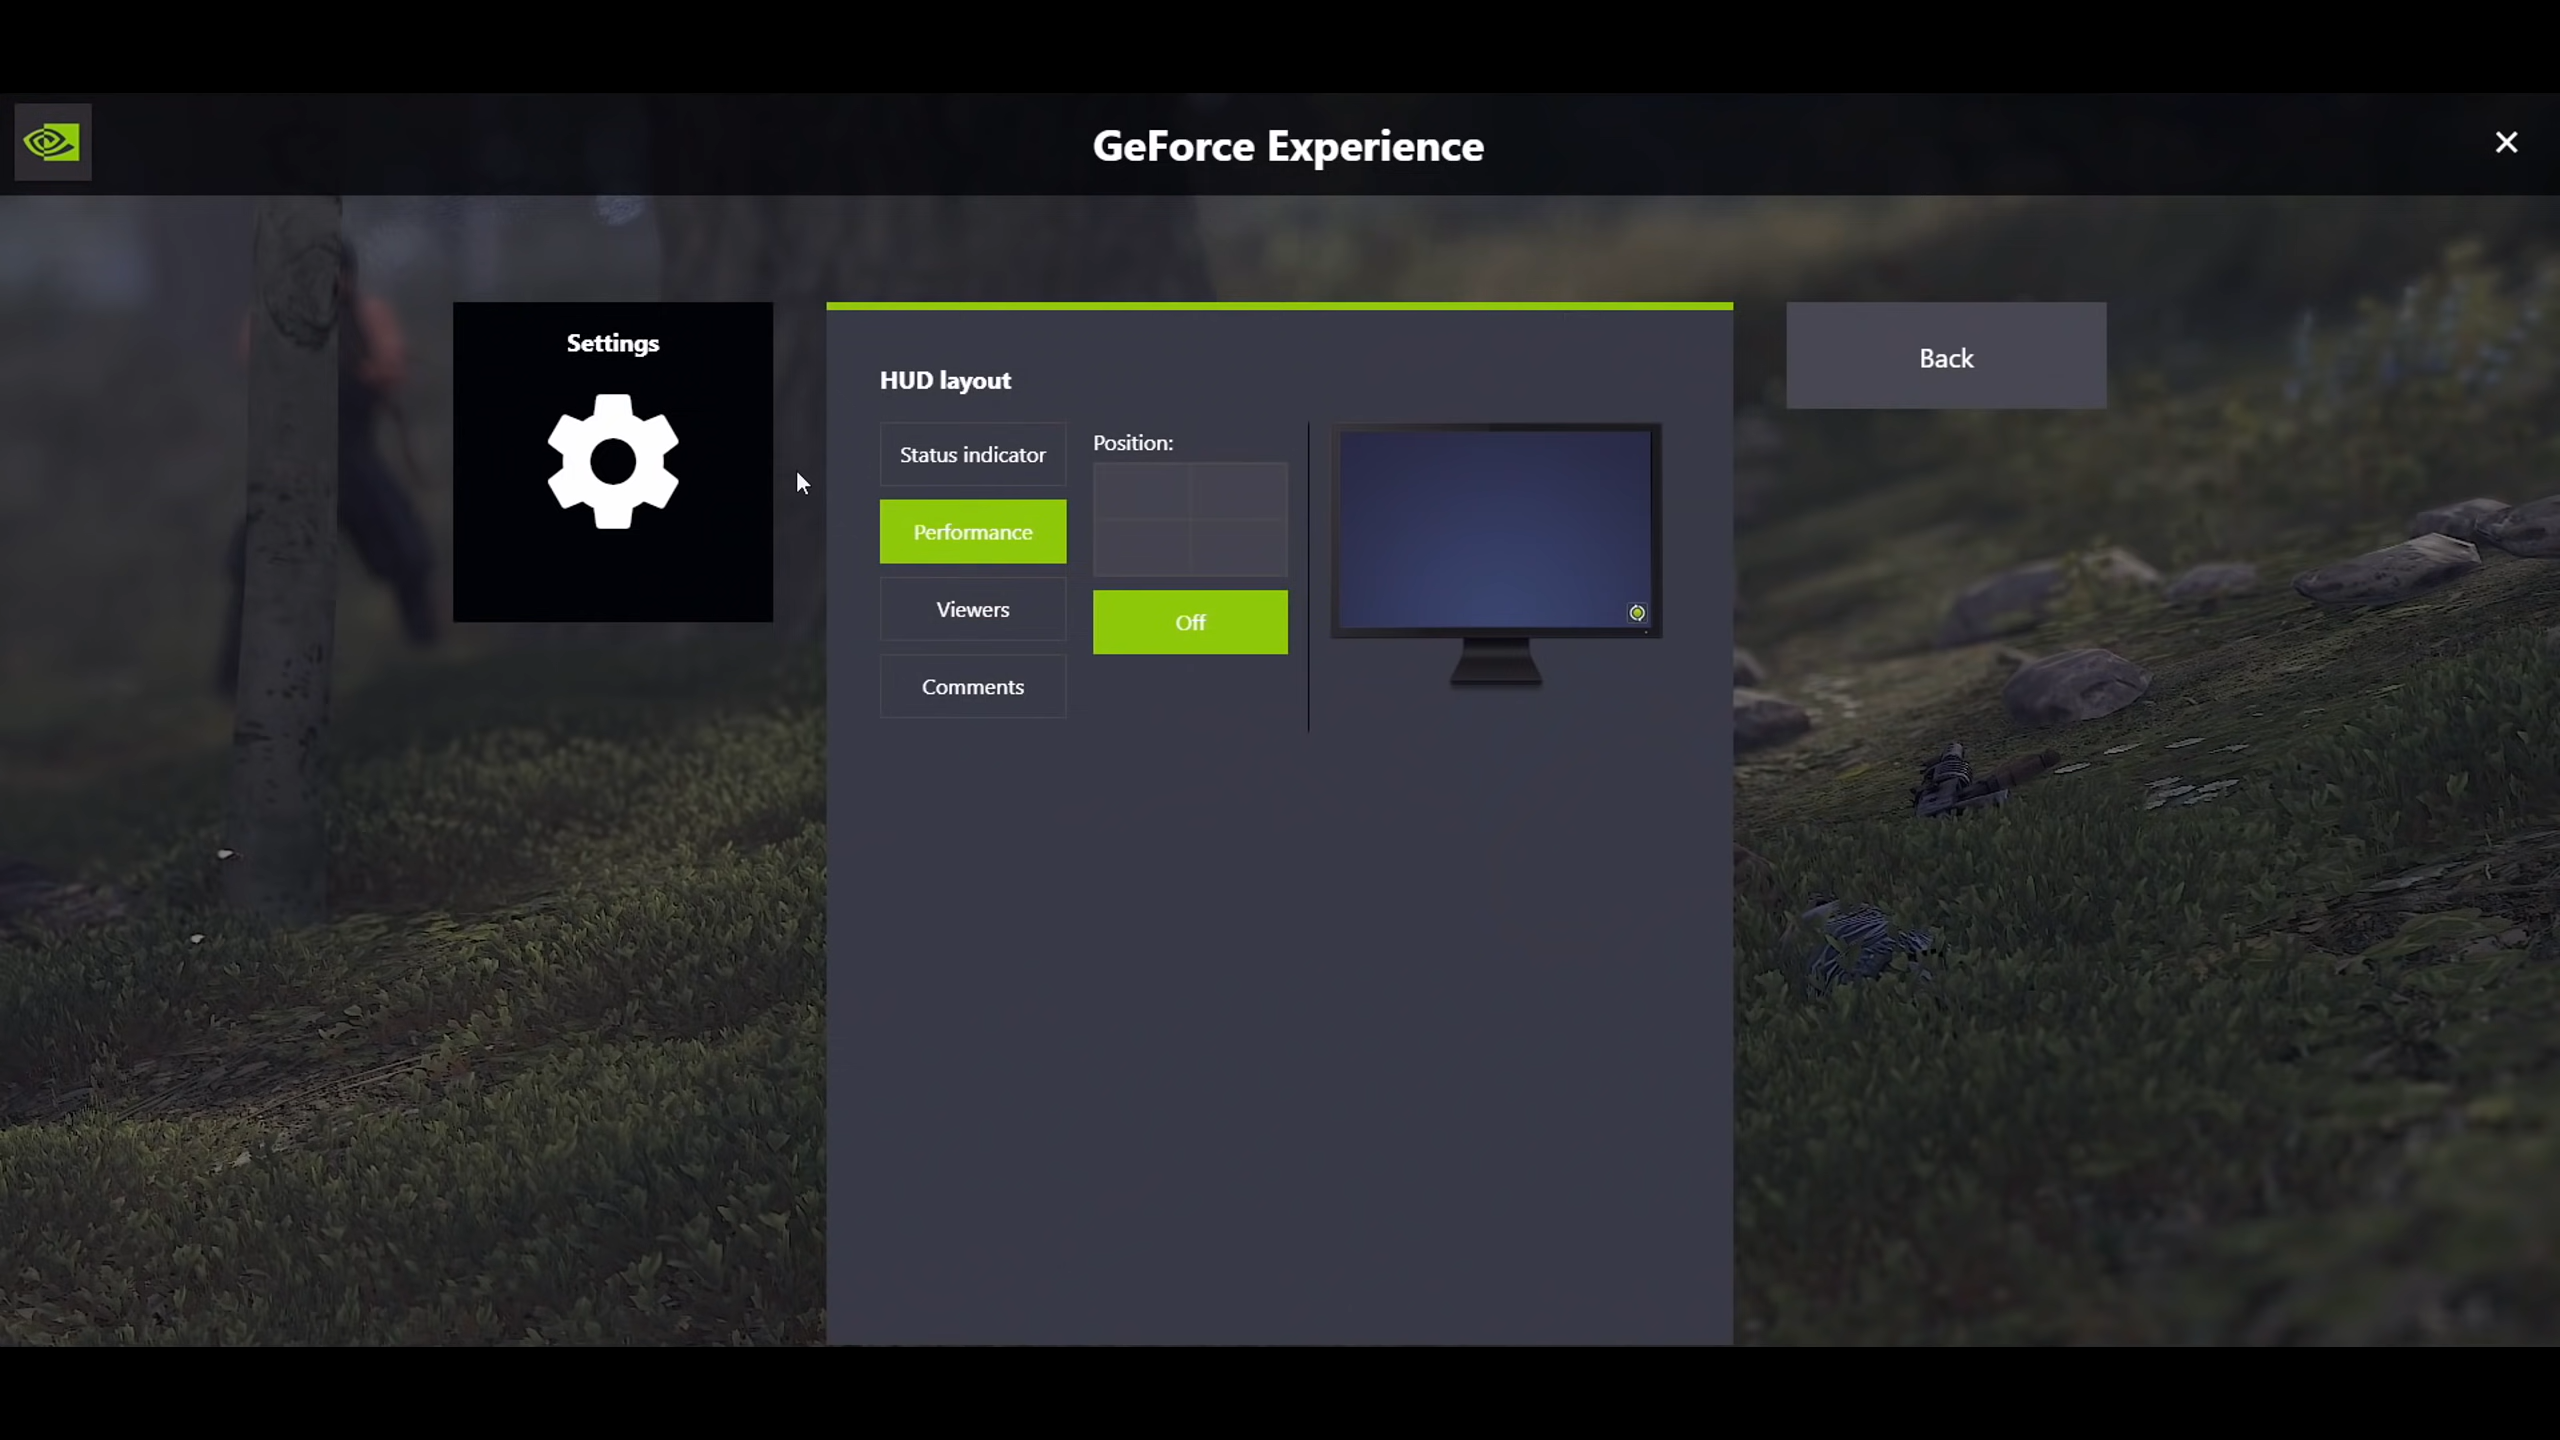 GeForce Experience
Settings
Back
HUD layout
Status indicator
Position:
Performance
Viewers
Off
Comments